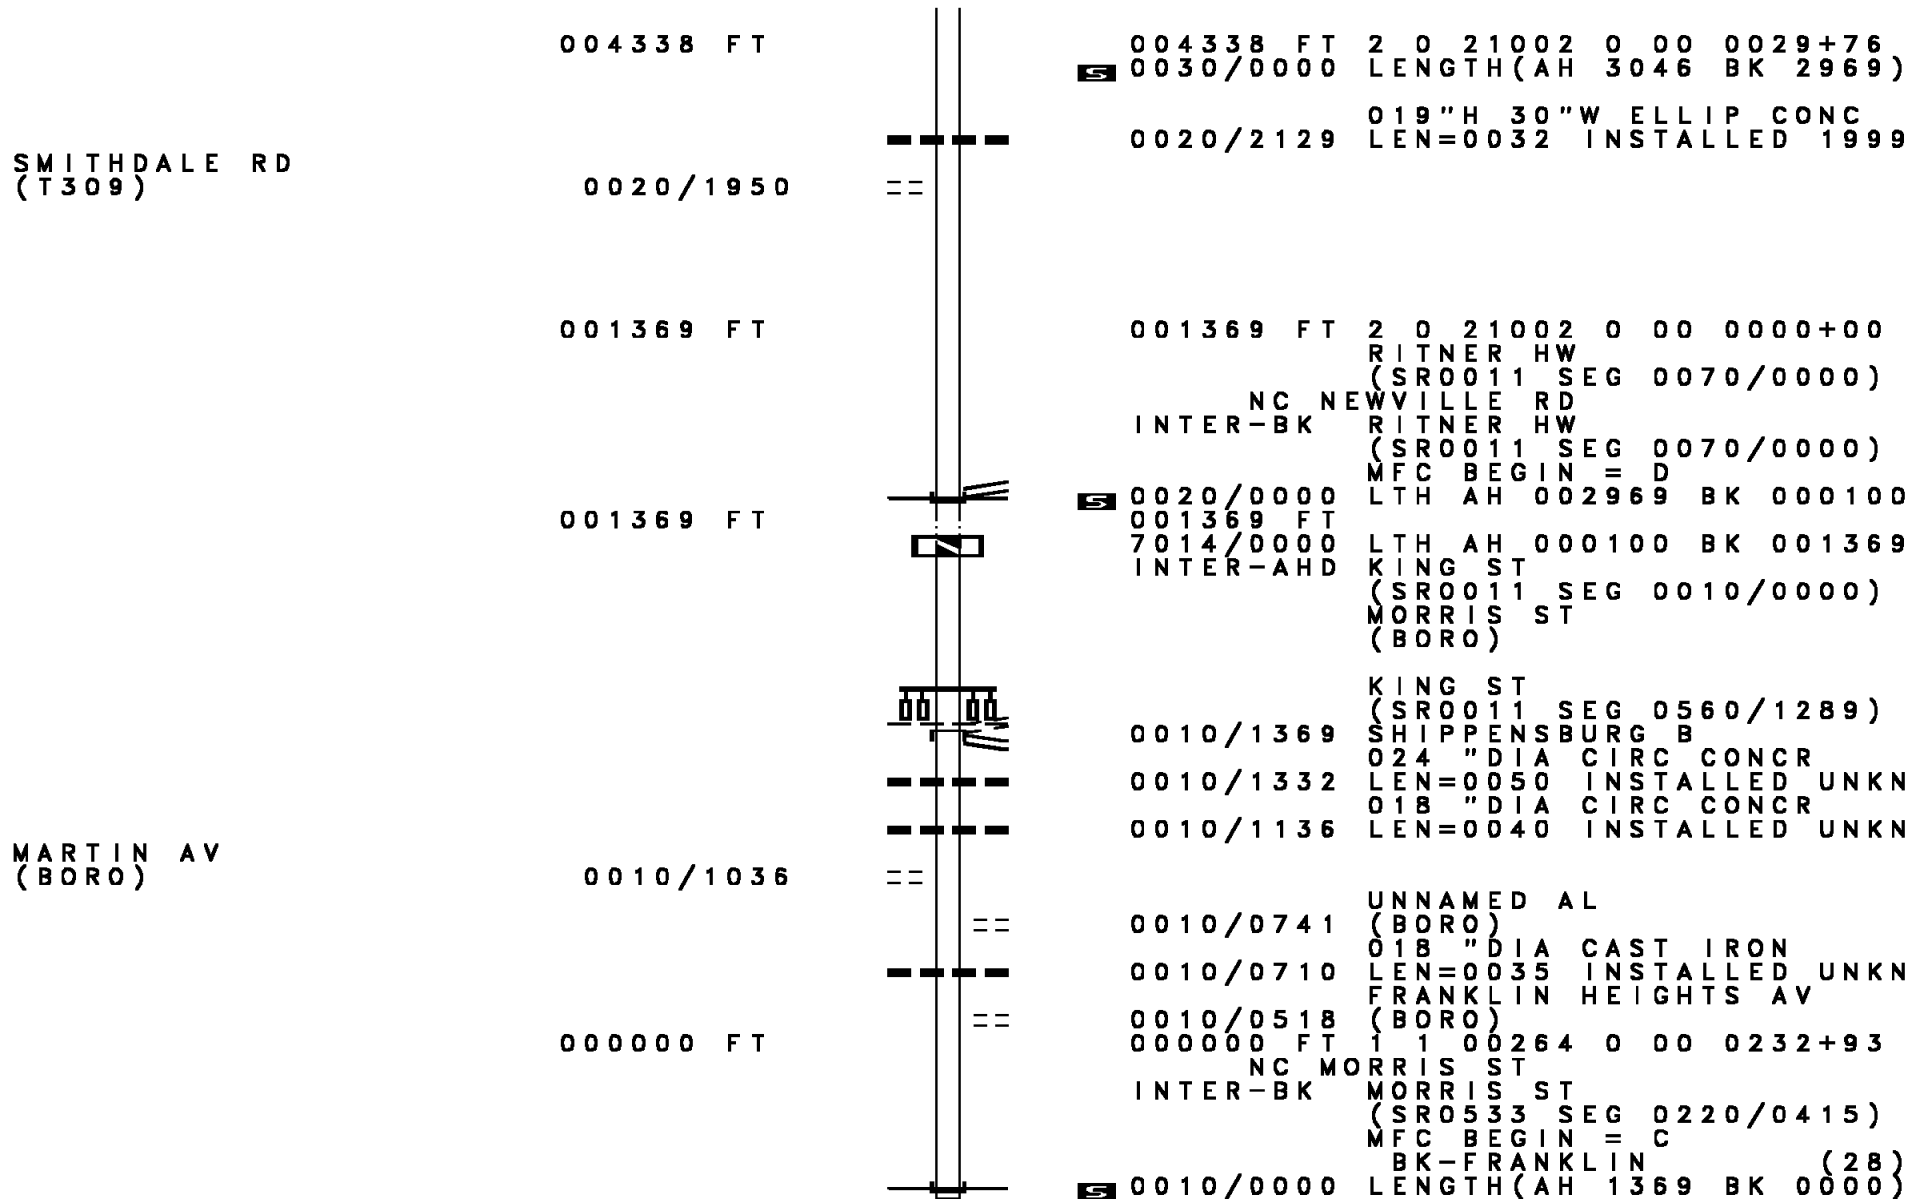 004338 FT 004338 FT 2 0 21002 0 00 0029+76
S 0030/0000 LENGTH(AH 3046 BK 2969)
019"H 30"W ELLIP CONC
0020/2129 LEN=0032 INSTALLED 1999
SMITHDALE RD
(T309) 0020/1950
001369 FT 001369 FT 2 0 21002 0 00 0000+00
RITNER HW
(SR0011 SEG 0070/0000)
NC NEWVILLE RD
INTER-BK RITNER HW
(SR0011 SEG 0070/0000)
MFC BEGIN = D
S 0020/0000 LTH AH 002969 BK 000100
001369 FT 001369 FT
7014/0000 LTH AH 000100 BK 001369
INTER-AHD KING ST
(SR0011 SEG 0010/0000)
MORRIS ST
(BORO)
KING ST
(SR0011 SEG 0560/1289)
0010/1369 SHIPPENSBURG B
024 "DIA CIRC CONCR
0010/1332 LEN=0050 INSTALLED UNKN
018 "DIA CIRC CONCR
0010/1136 LEN=0040 INSTALLED UNKN
MARTIN AV
(BORO) 0010/1036
UNNAMED AL
0010/0741 (BORO)
018 "DIA CAST IRON
0010/0710 LEN=0035 INSTALLED UNKN
FRANKLIN HEIGHTS AV
0010/0518 (BORO)
000000 FT 000000 FT 1 1 00264 0 00 0232+93
NC MORRIS ST
INTER-BK MORRIS ST
(SR0533 SEG 0220/0415)
MFC BEGIN = C
BK-FRANKLIN (28)
S 0010/0000 LENGTH(AH 1369 BK 0000)